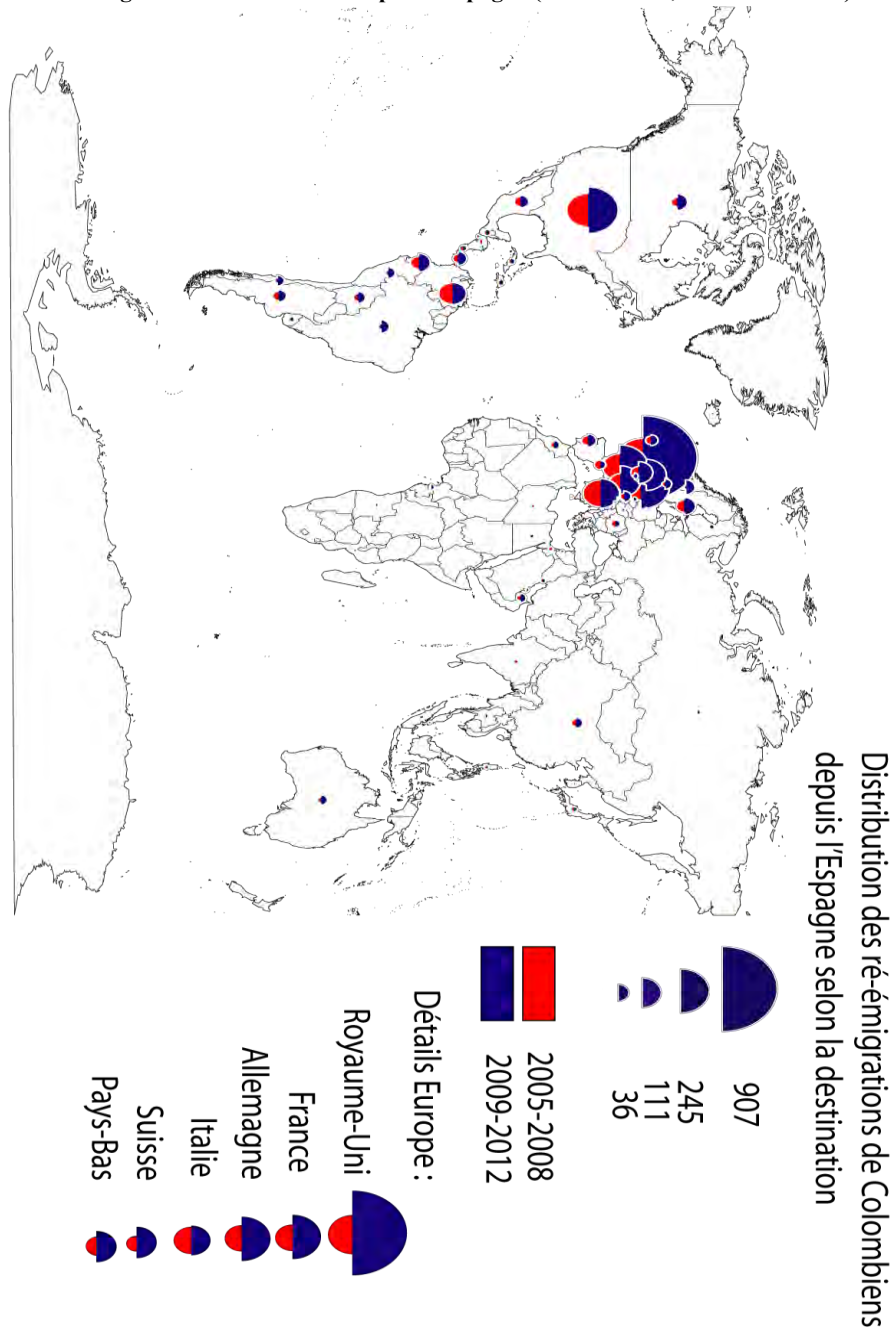 Distribution des ré-émigrations de Colombiens
depuis l'Espagne selon la destination
907
245
111
36
2005-2008
2009-2012
Détails Europe :
Royaume-Uni
France
Allemagne
Italie
Suisse
Pays-Bas